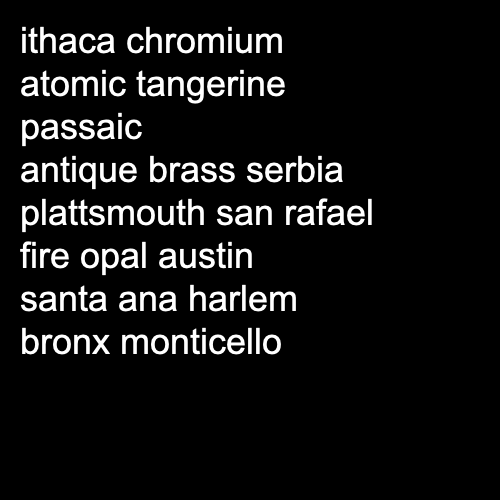 ithaca chromium
atomic tangerine
passaic
antique brass serbia
plattsmouth san rafael
fire opal austin
santa ana harlem
bronx monticello